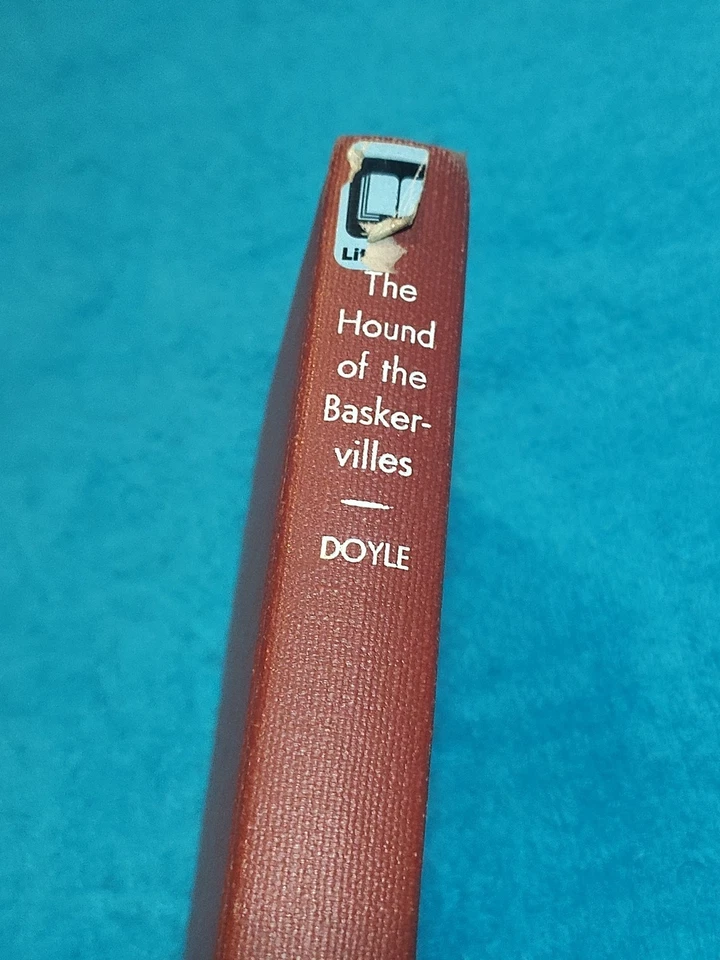 The
Hound
of the
Basker-
villes
DOYLE